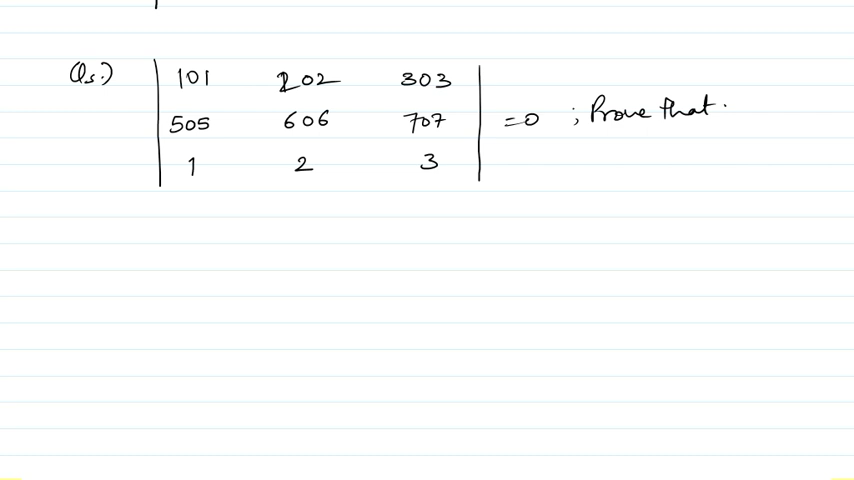 Qs.) | 101 202 303 |
| 505 606 707 | =0 ; Prove that.
| 1 2 3 |